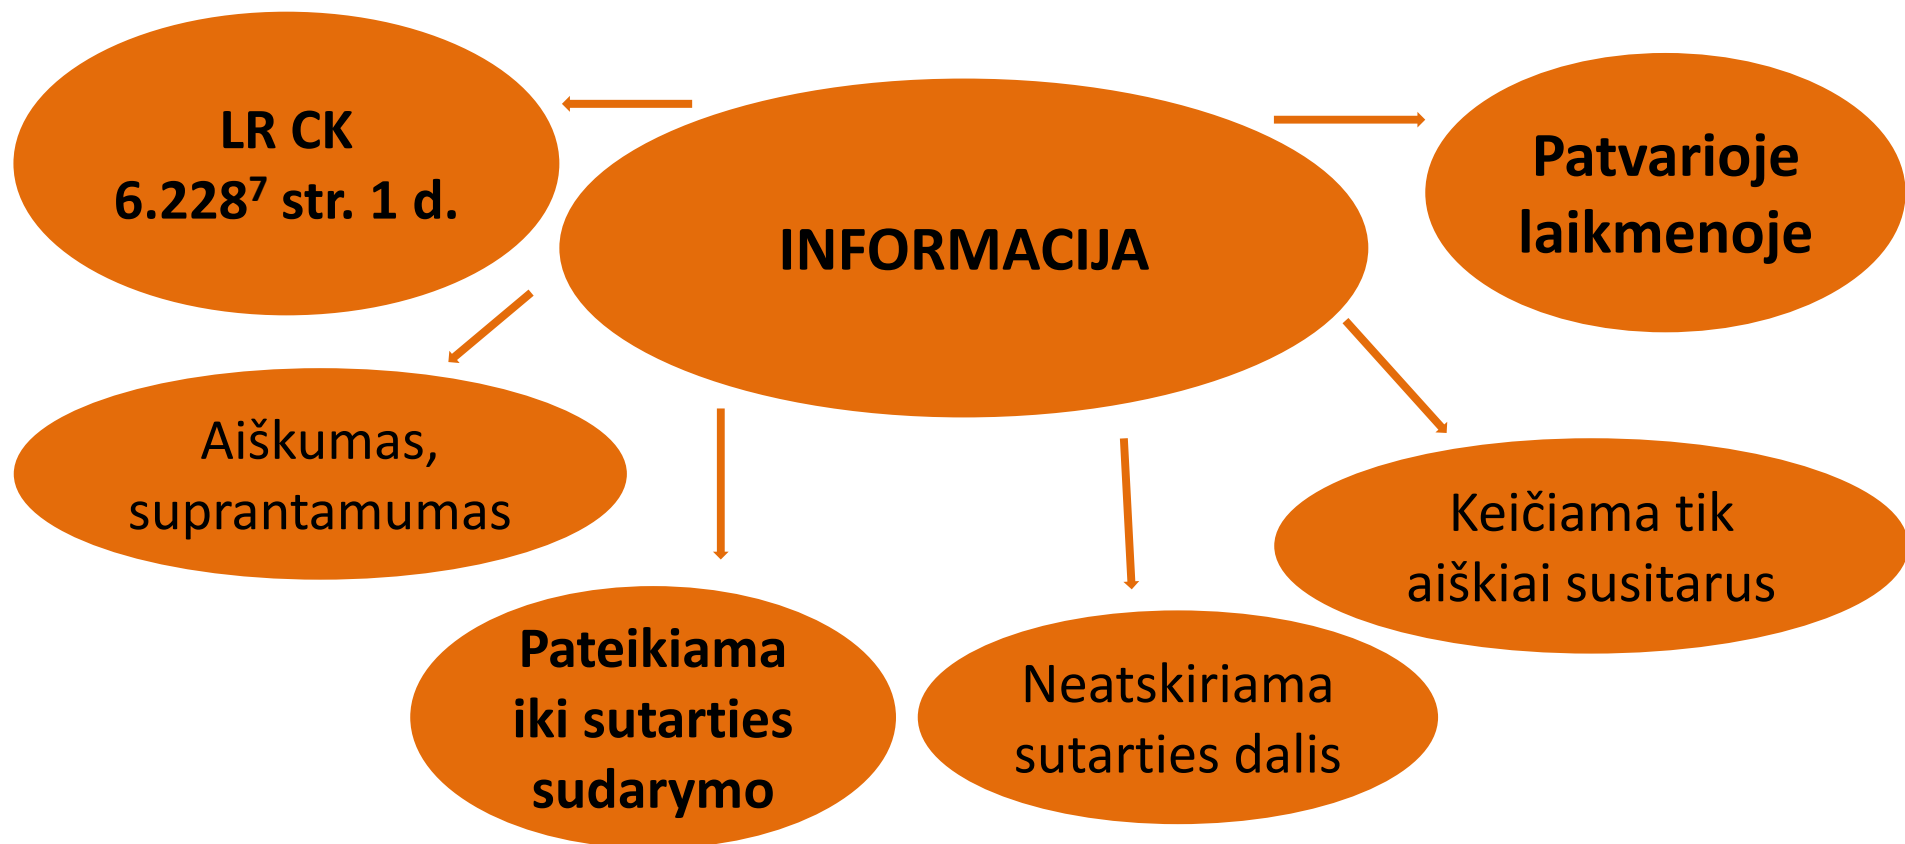 LR CK
6.228⁷ str. 1 d.
INFORMACIJA
Patvarioje
laikmenoje
Aiškumas,
suprantamumas
Keičiama tik
aiškiai susitarus
Pateikiama
iki sutarties
sudarymo
Neatskiriama
sutarties dalis